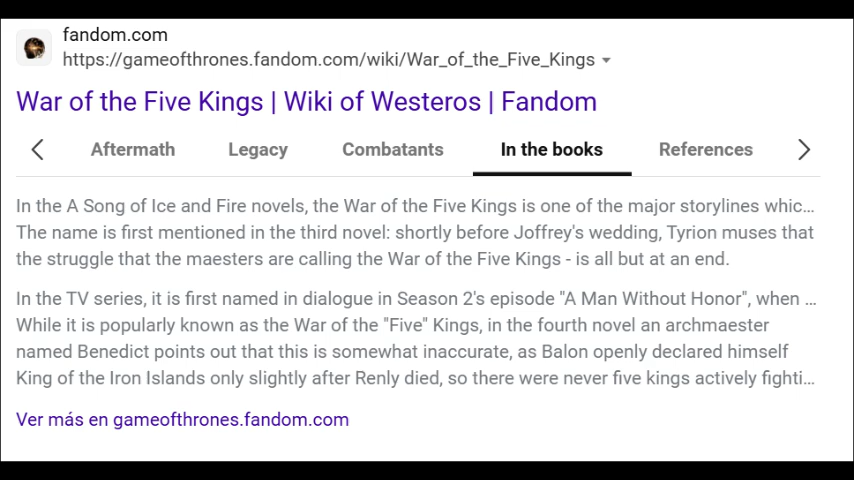 fandom.com
https://gameofthrones.fandom.com/wiki/War_of_the_Five_Kings
War of the Five Kings | Wiki of Westeros | Fandom
Aftermath Legacy Combatants In the books References
In the A Song of Ice and Fire novels, the War of the Five Kings is one of the major storylines whic...
The name is first mentioned in the third novel: shortly before Joffrey's wedding, Tyrion muses that
the struggle that the maesters are calling the War of the Five Kings - is all but at an end.
In the TV series, it is first named in dialogue in Season 2's episode "A Man Without Honor", when ...
While it is popularly known as the War of the "Five" Kings, in the fourth novel an archmaester
named Benedict points out that this is somewhat inaccurate, as Balon openly declared himself
King of the Iron Islands only slightly after Renly died, so there were never five kings actively fighti...
Ver más en gameofthrones.fandom.com